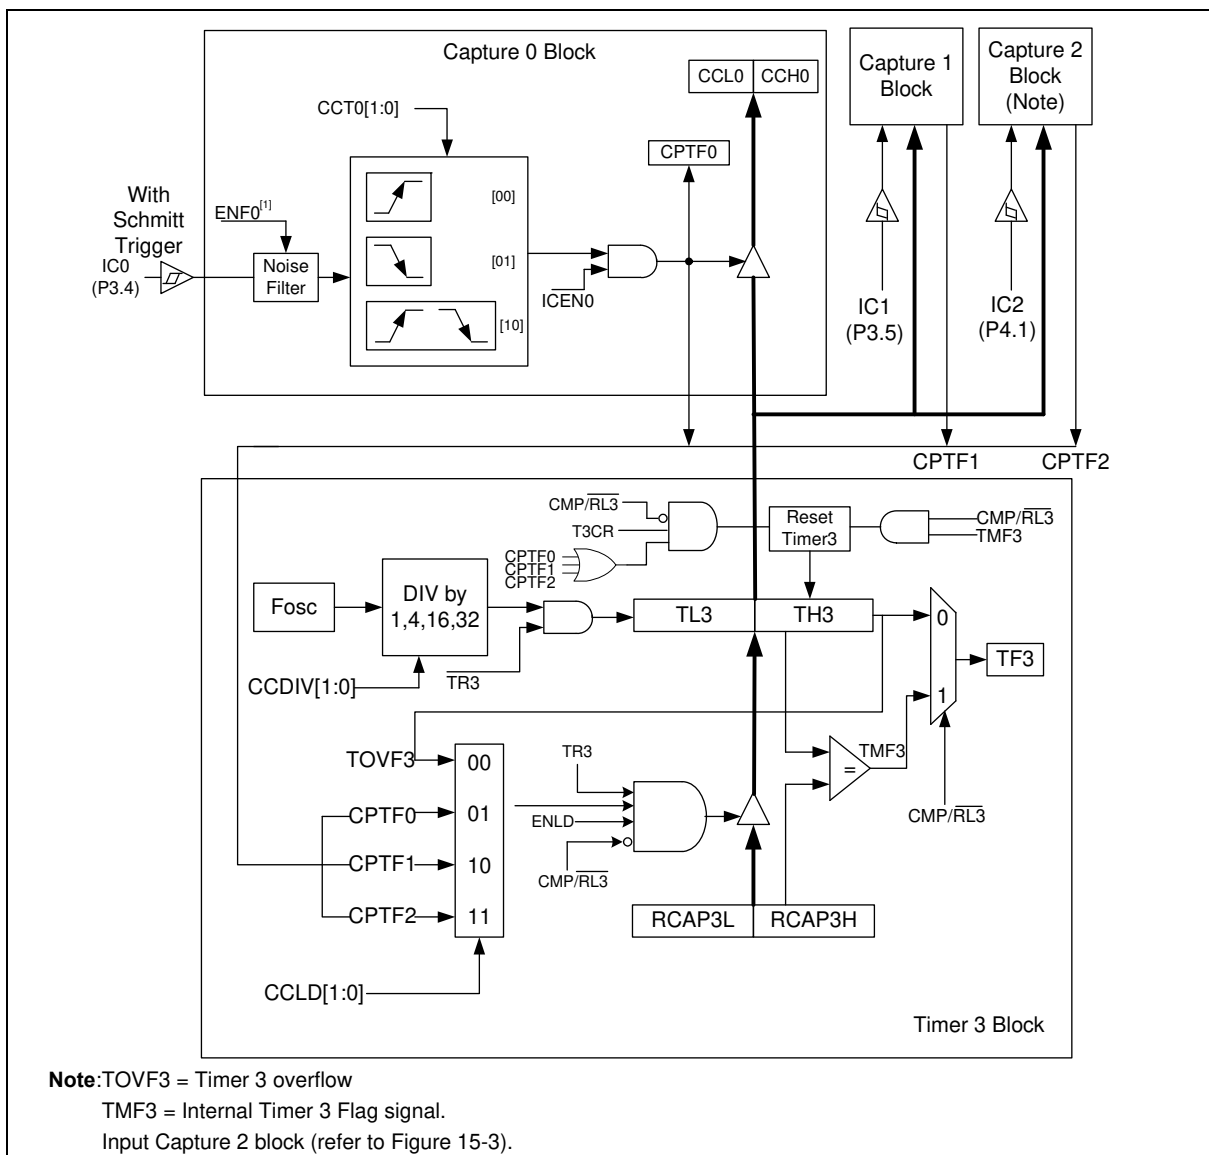 Capture 0 Block
CCL0 CCH0
Capture 1
Block
Capture 2
Block
(Note)
CCT0[1:0]
CPTF0
With
Schmitt
Trigger
IC0
(P3.4)
ENF0[1]
Noise
Filter
[00]
[01]
[10]
ICEN0
IC1
(P3.5)
IC2
(P4.1)
CPTF1
CPTF2
CMP/RL3
T3CR
CPTF0
CPTF1
CPTF2
Reset
Timer3
CMP/RL3
TMF3
Fosc
DIV by
1,4,16,32
TL3 TH3
0
1
TF3
TR3
CCDIV[1:0]
TOVF3 00
CPTF0 01
CPTF1 10
CPTF2 11
TR3
ENLD
CMP/RL3
=
TMF3
CMP/RL3
RCAP3L RCAP3H
CCLD[1:0]
Timer 3 Block
Note:TOVF3 = Timer 3 overflow
TMF3 = Internal Timer 3 Flag signal.
Input Capture 2 block (refer to Figure 15-3).